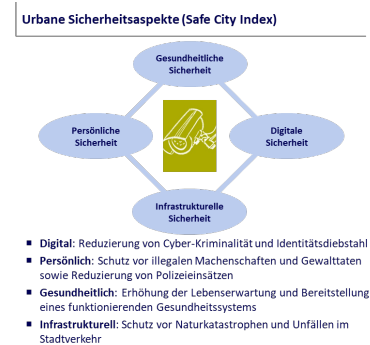 Urbane Sicherheitsaspekte (Safe City Index)
Gesundheitliche
Sicherheit
Persönliche
Sicherheit
Digitale
Sicherheit
Infrastrukturelle
Sicherheit
▪ Digital: Reduzierung von Cyber-Kriminalität und Identitätsdiebstahl
▪ Persönlich: Schutz vor illegalen Machenschaften und Gewalttaten
sowie Reduzierung von Polizeieinsätzen
▪ Gesundheitlich: Erhöhung der Lebenserwartung und Bereitstellung
eines funktionierenden Gesundheitssystems
▪ Infrastrukturell: Schutz vor Naturkatastrophen und Unfällen im
Stadtverkehr